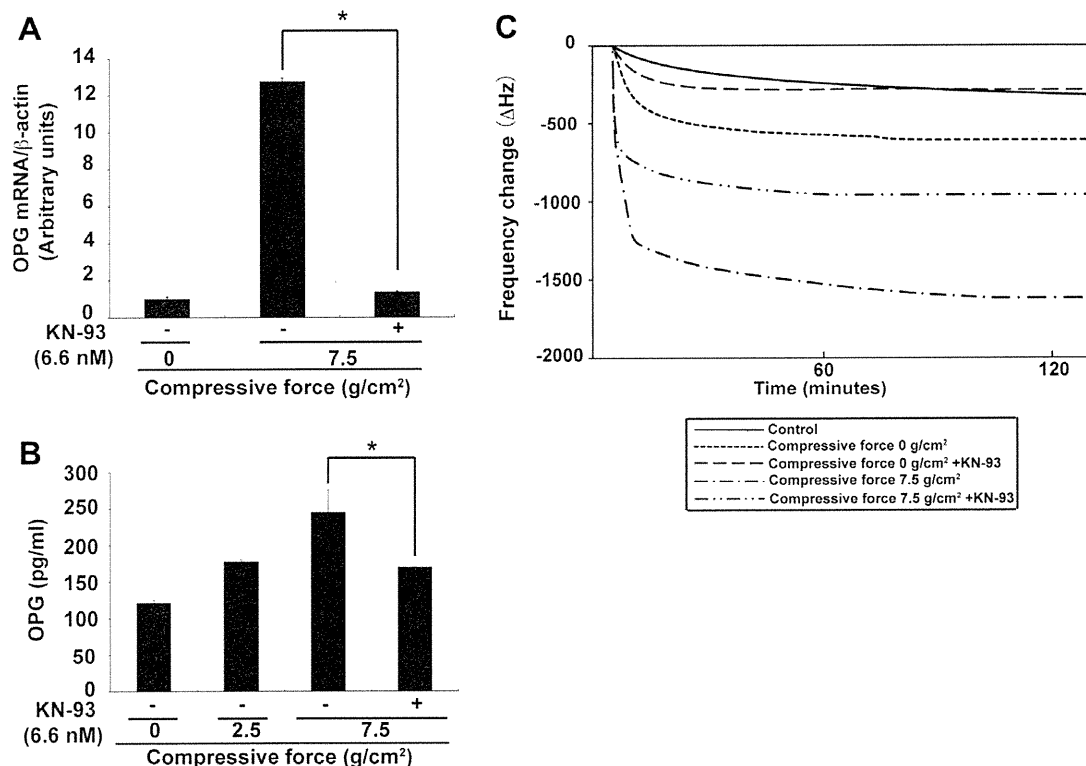 A
*
OPG mRNA/β-actin
(Arbitrary units)
14
12
10
8
6
4
2
0
KN-93 - - +
(6.6 nM) 0 7.5
Compressive force (g/cm²)
B
*
OPG (pg/ml)
300
250
200
150
100
50
0
KN-93 - - - +
(6.6 nM) 0 2.5 7.5
Compressive force (g/cm²)
C
Frequency change (ΔHz)
0
-500
-1000
-1500
-2000
60 120
Time (minutes)
Control
Compressive force 0 g/cm²
Compressive force 0 g/cm² +KN-93
Compressive force 7.5 g/cm²
Compressive force 7.5 g/cm² +KN-93